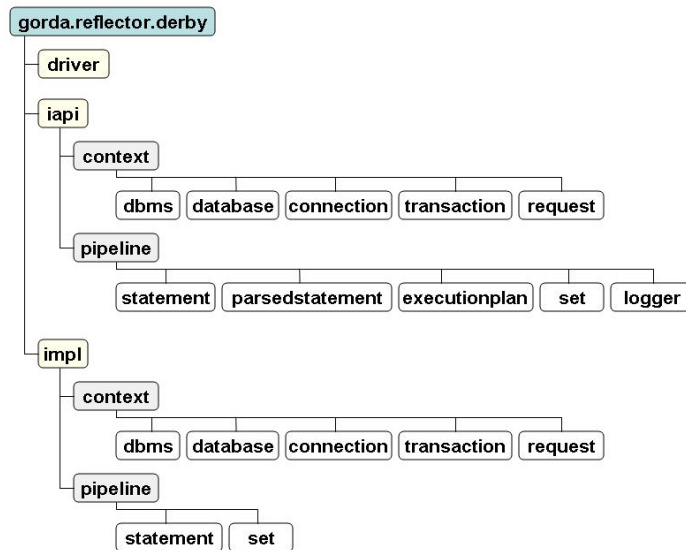 gorda.reflector.derby
driver
iapi
context
dbms database connection transaction request
pipeline
statement parsedstatement executionplan set logger
impl
context
dbms database connection transaction request
pipeline
statement set